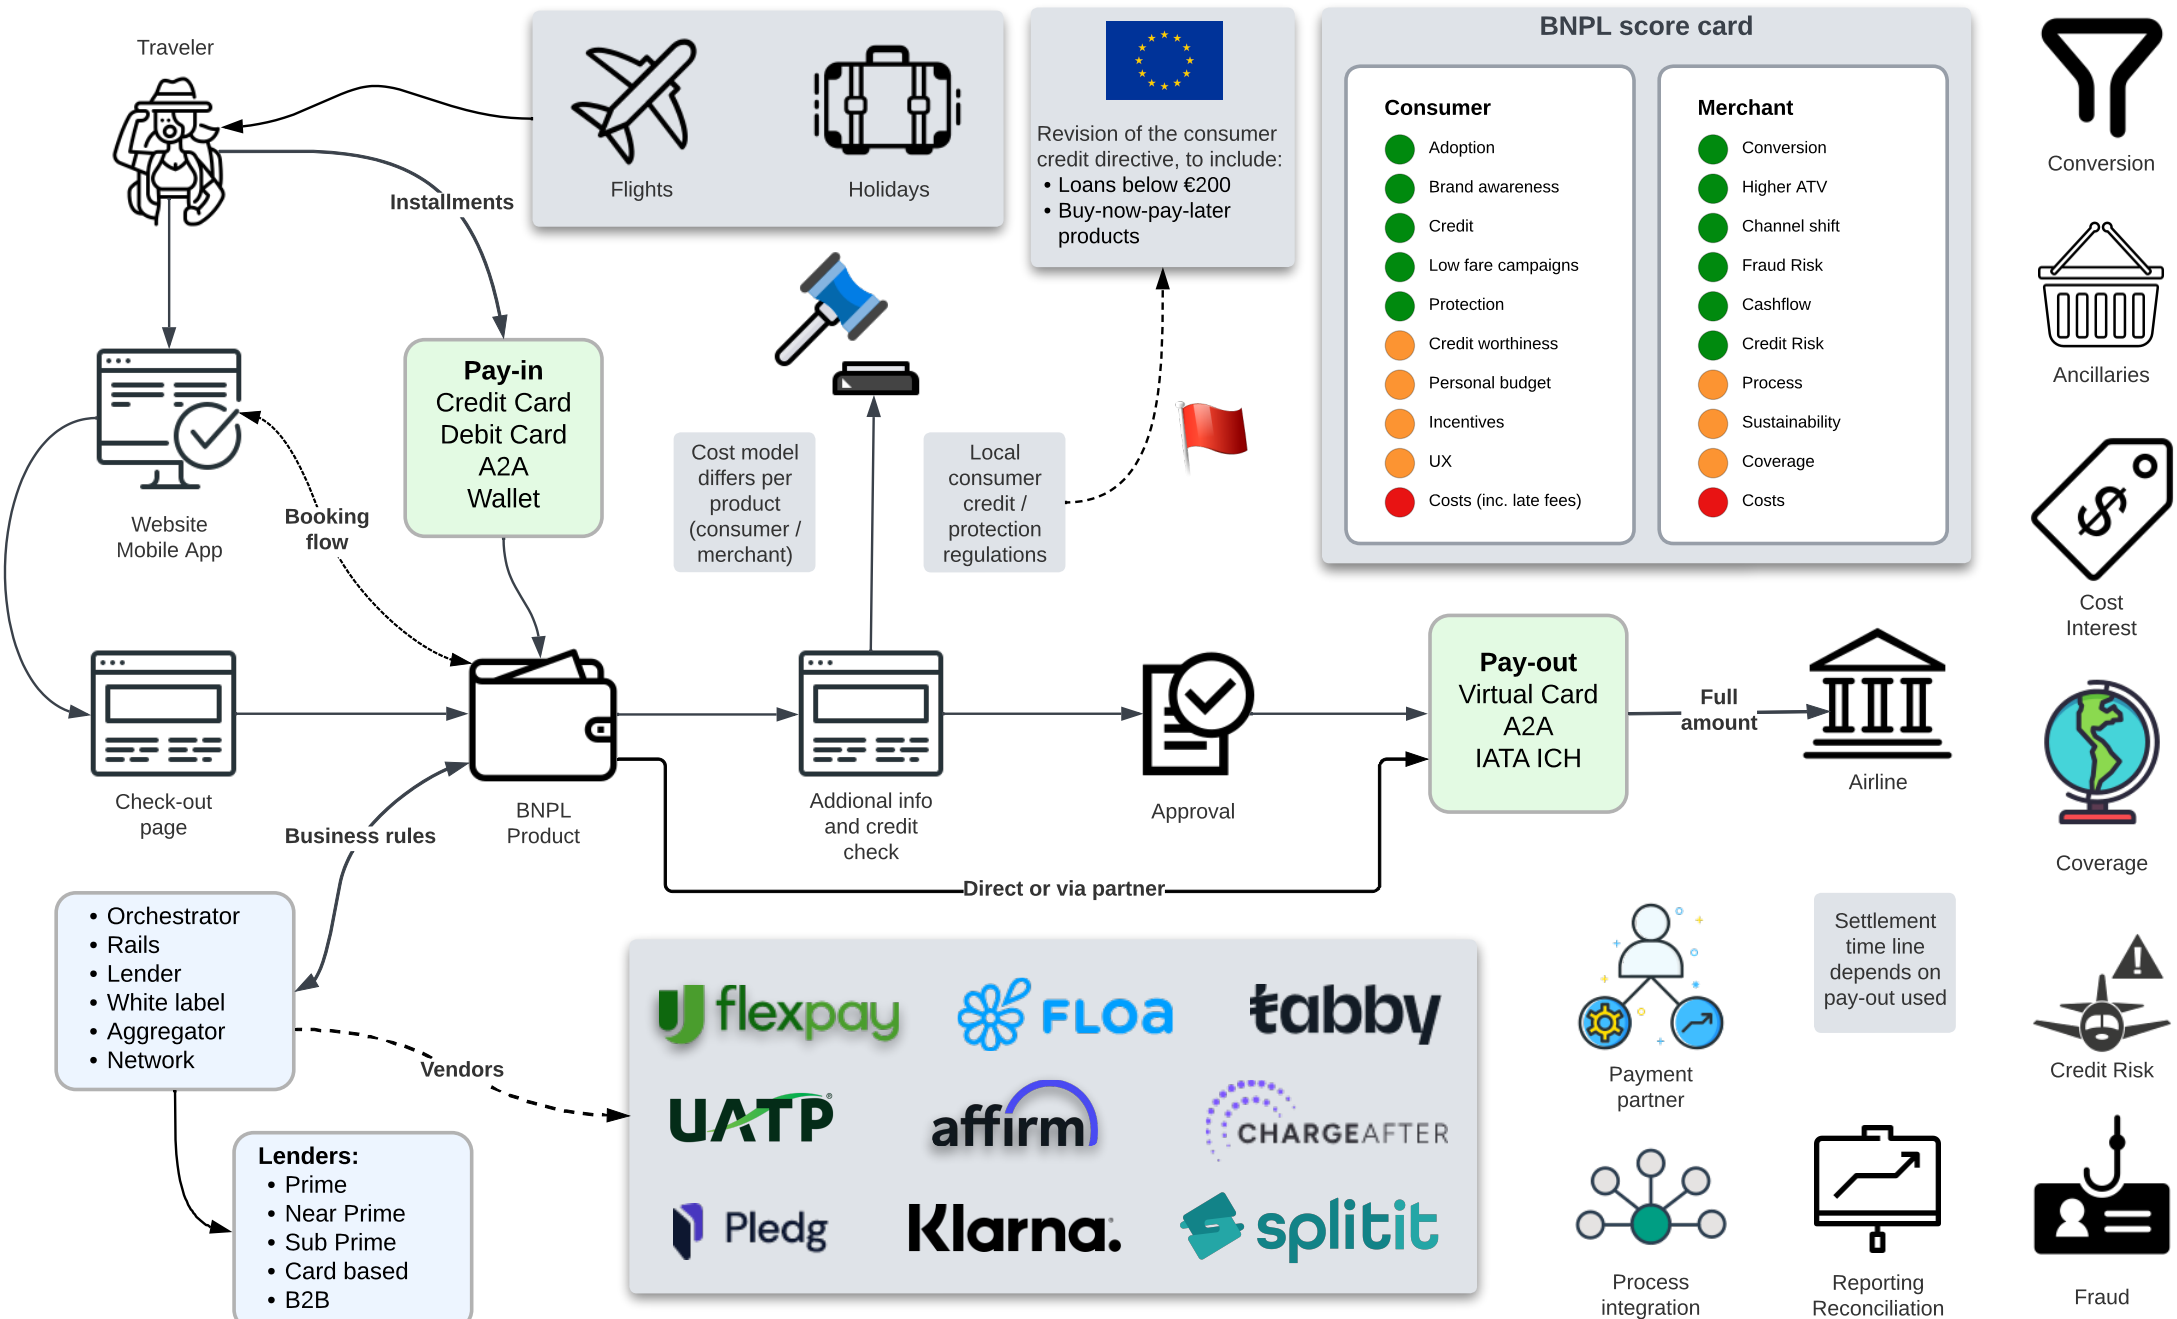 Traveler
Installments
Flights
Holidays
Revision of the consumer
credit directive, to include:
• Loans below €200
• Buy-now-pay-later
products
BNPL score card
Consumer
Adoption
Brand awareness
Credit
Low fare campaigns
Protection
Credit worthiness
Personal budget
Incentives
UX
Costs (inc. late fees)
Merchant
Conversion
Higher ATV
Channel shift
Fraud Risk
Cashflow
Credit Risk
Process
Sustainability
Coverage
Costs
Conversion
Ancillaries
Cost
Interest
Coverage
Credit Risk
Fraud
Website
Mobile App
Booking
flow
Pay-in
Credit Card
Debit Card
A2A
Wallet
Cost model
differs per
product
(consumer /
merchant)
Local
consumer
credit /
protection
regulations
Check-out
page
BNPL
Product
Addional info
and credit
check
Approval
Pay-out
Virtual Card
A2A
IATA ICH
Full
amount
Airline
Business rules
Direct or via partner
• Orchestrator
• Rails
• Lender
• White label
• Aggregator
• Network
Vendors
Lenders:
• Prime
• Near Prime
• Sub Prime
• Card based
• B2B
flexpay
FLOA
tabby
UATP®
affirm
CHARGEAFTER
Pledg
Klarna.
splitit
Payment
partner
Settlement
time line
depends on
pay-out used
Process
integration
Reporting
Reconciliation